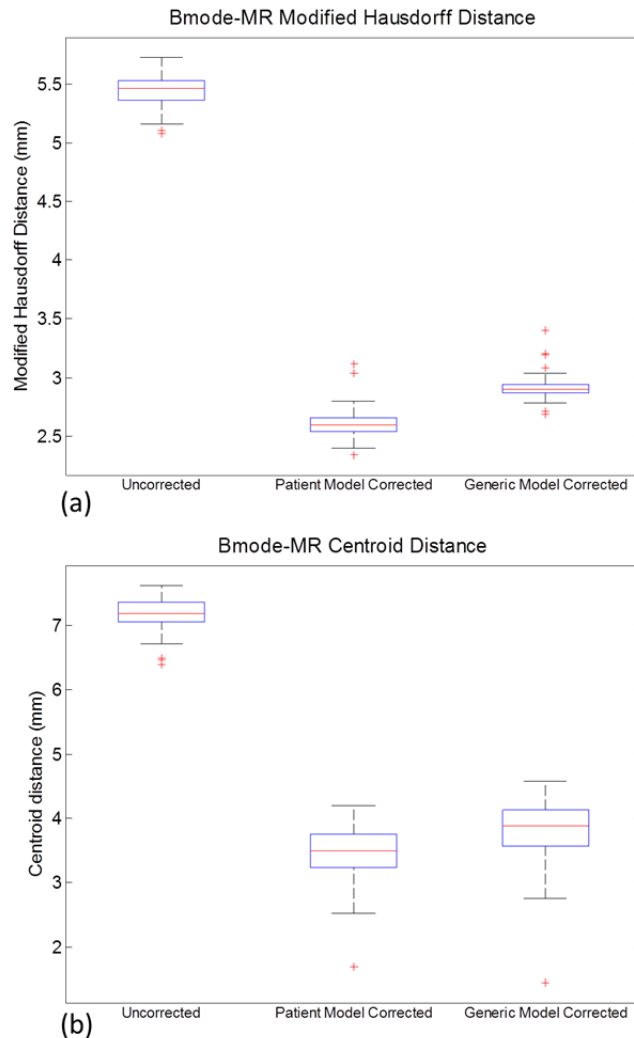 Bmode-MR Modified Hausdorff Distance
Modified Hausdorff Distance (mm)
5.5
5
4.5
4
3.5
3
2.5
Uncorrected Patient Model Corrected Generic Model Corrected
(a)
Bmode-MR Centroid Distance
Centroid distance (mm)
7
6
5
4
3
2
Uncorrected Patient Model Corrected Generic Model Corrected
(b)